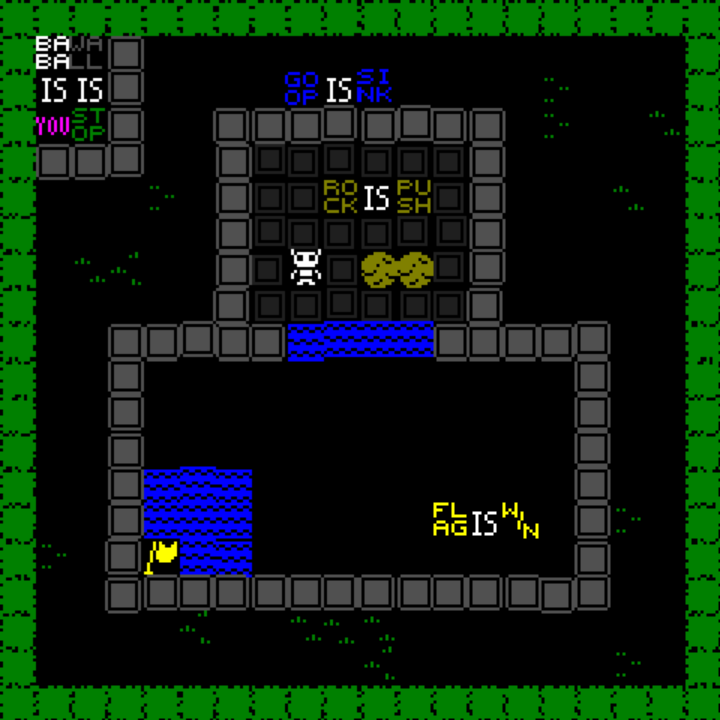 BABA WALL
IS IS
YOU STOP
GOOP IS SINK
ROCK IS PUSH
FLAG IS WIN